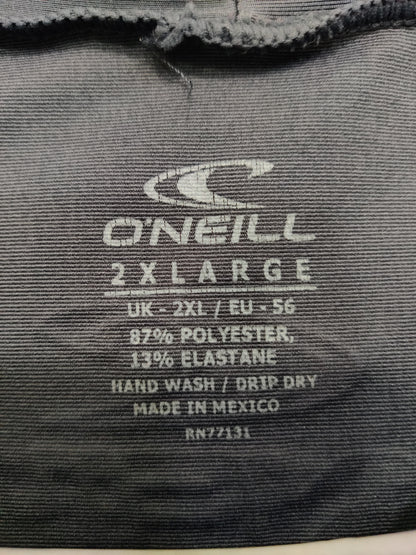 O'NEILL
2XLARGE
UK - 2XL / EU - 56
87% POLYESTER,
13% ELASTANE
HAND WASH / DRIP DRY
MADE IN MEXICO
RN77131